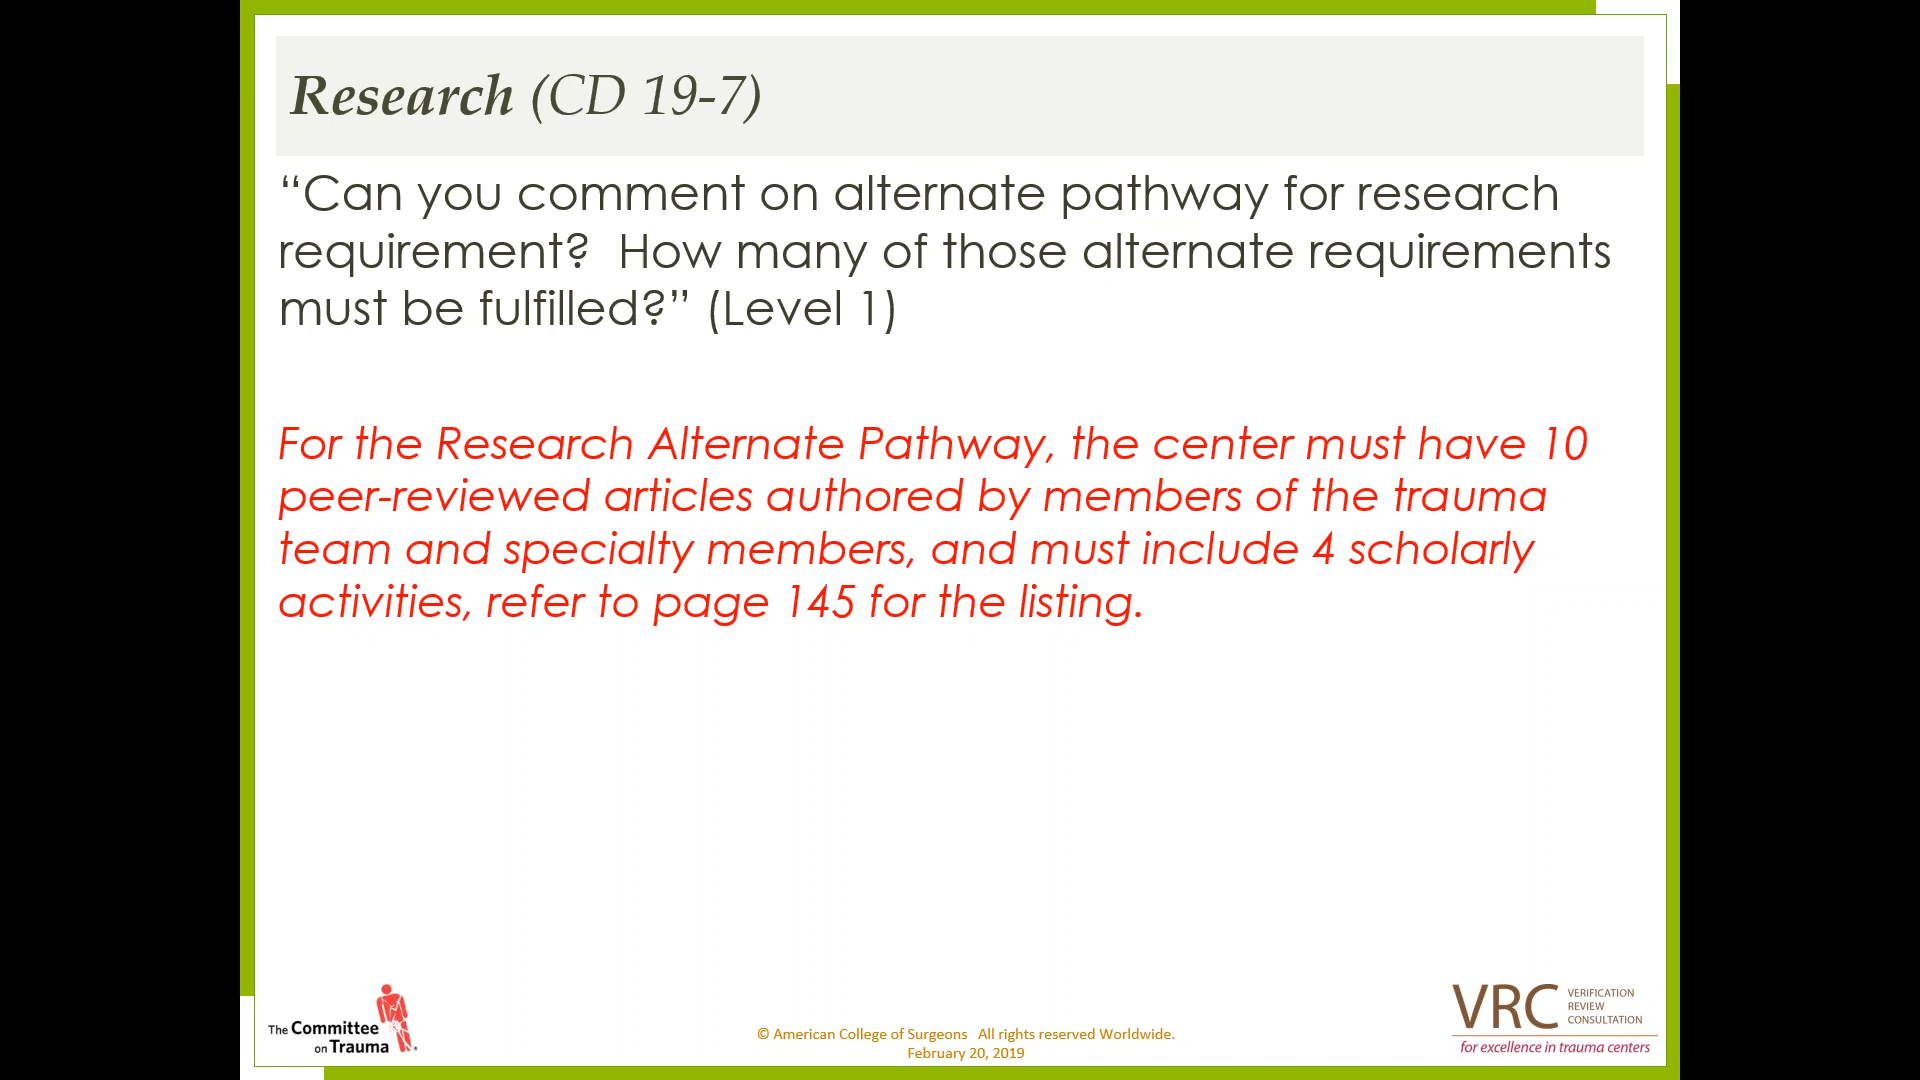 Research (CD 19-7)
“Can you comment on alternate pathway for research
requirement?  How many of those alternate requirements
must be fulfilled?” (Level 1)
For the Research Alternate Pathway, the center must have 10
peer-reviewed articles authored by members of the trauma
team and specialty members, and must include 4 scholarly
activities, refer to page 145 for the listing.
The Committee
on Trauma
© American College of Surgeons   All rights reserved Worldwide.
February 20, 2019
VRC
VERIFICATION
REVIEW
CONSULTATION
for excellence in trauma centers